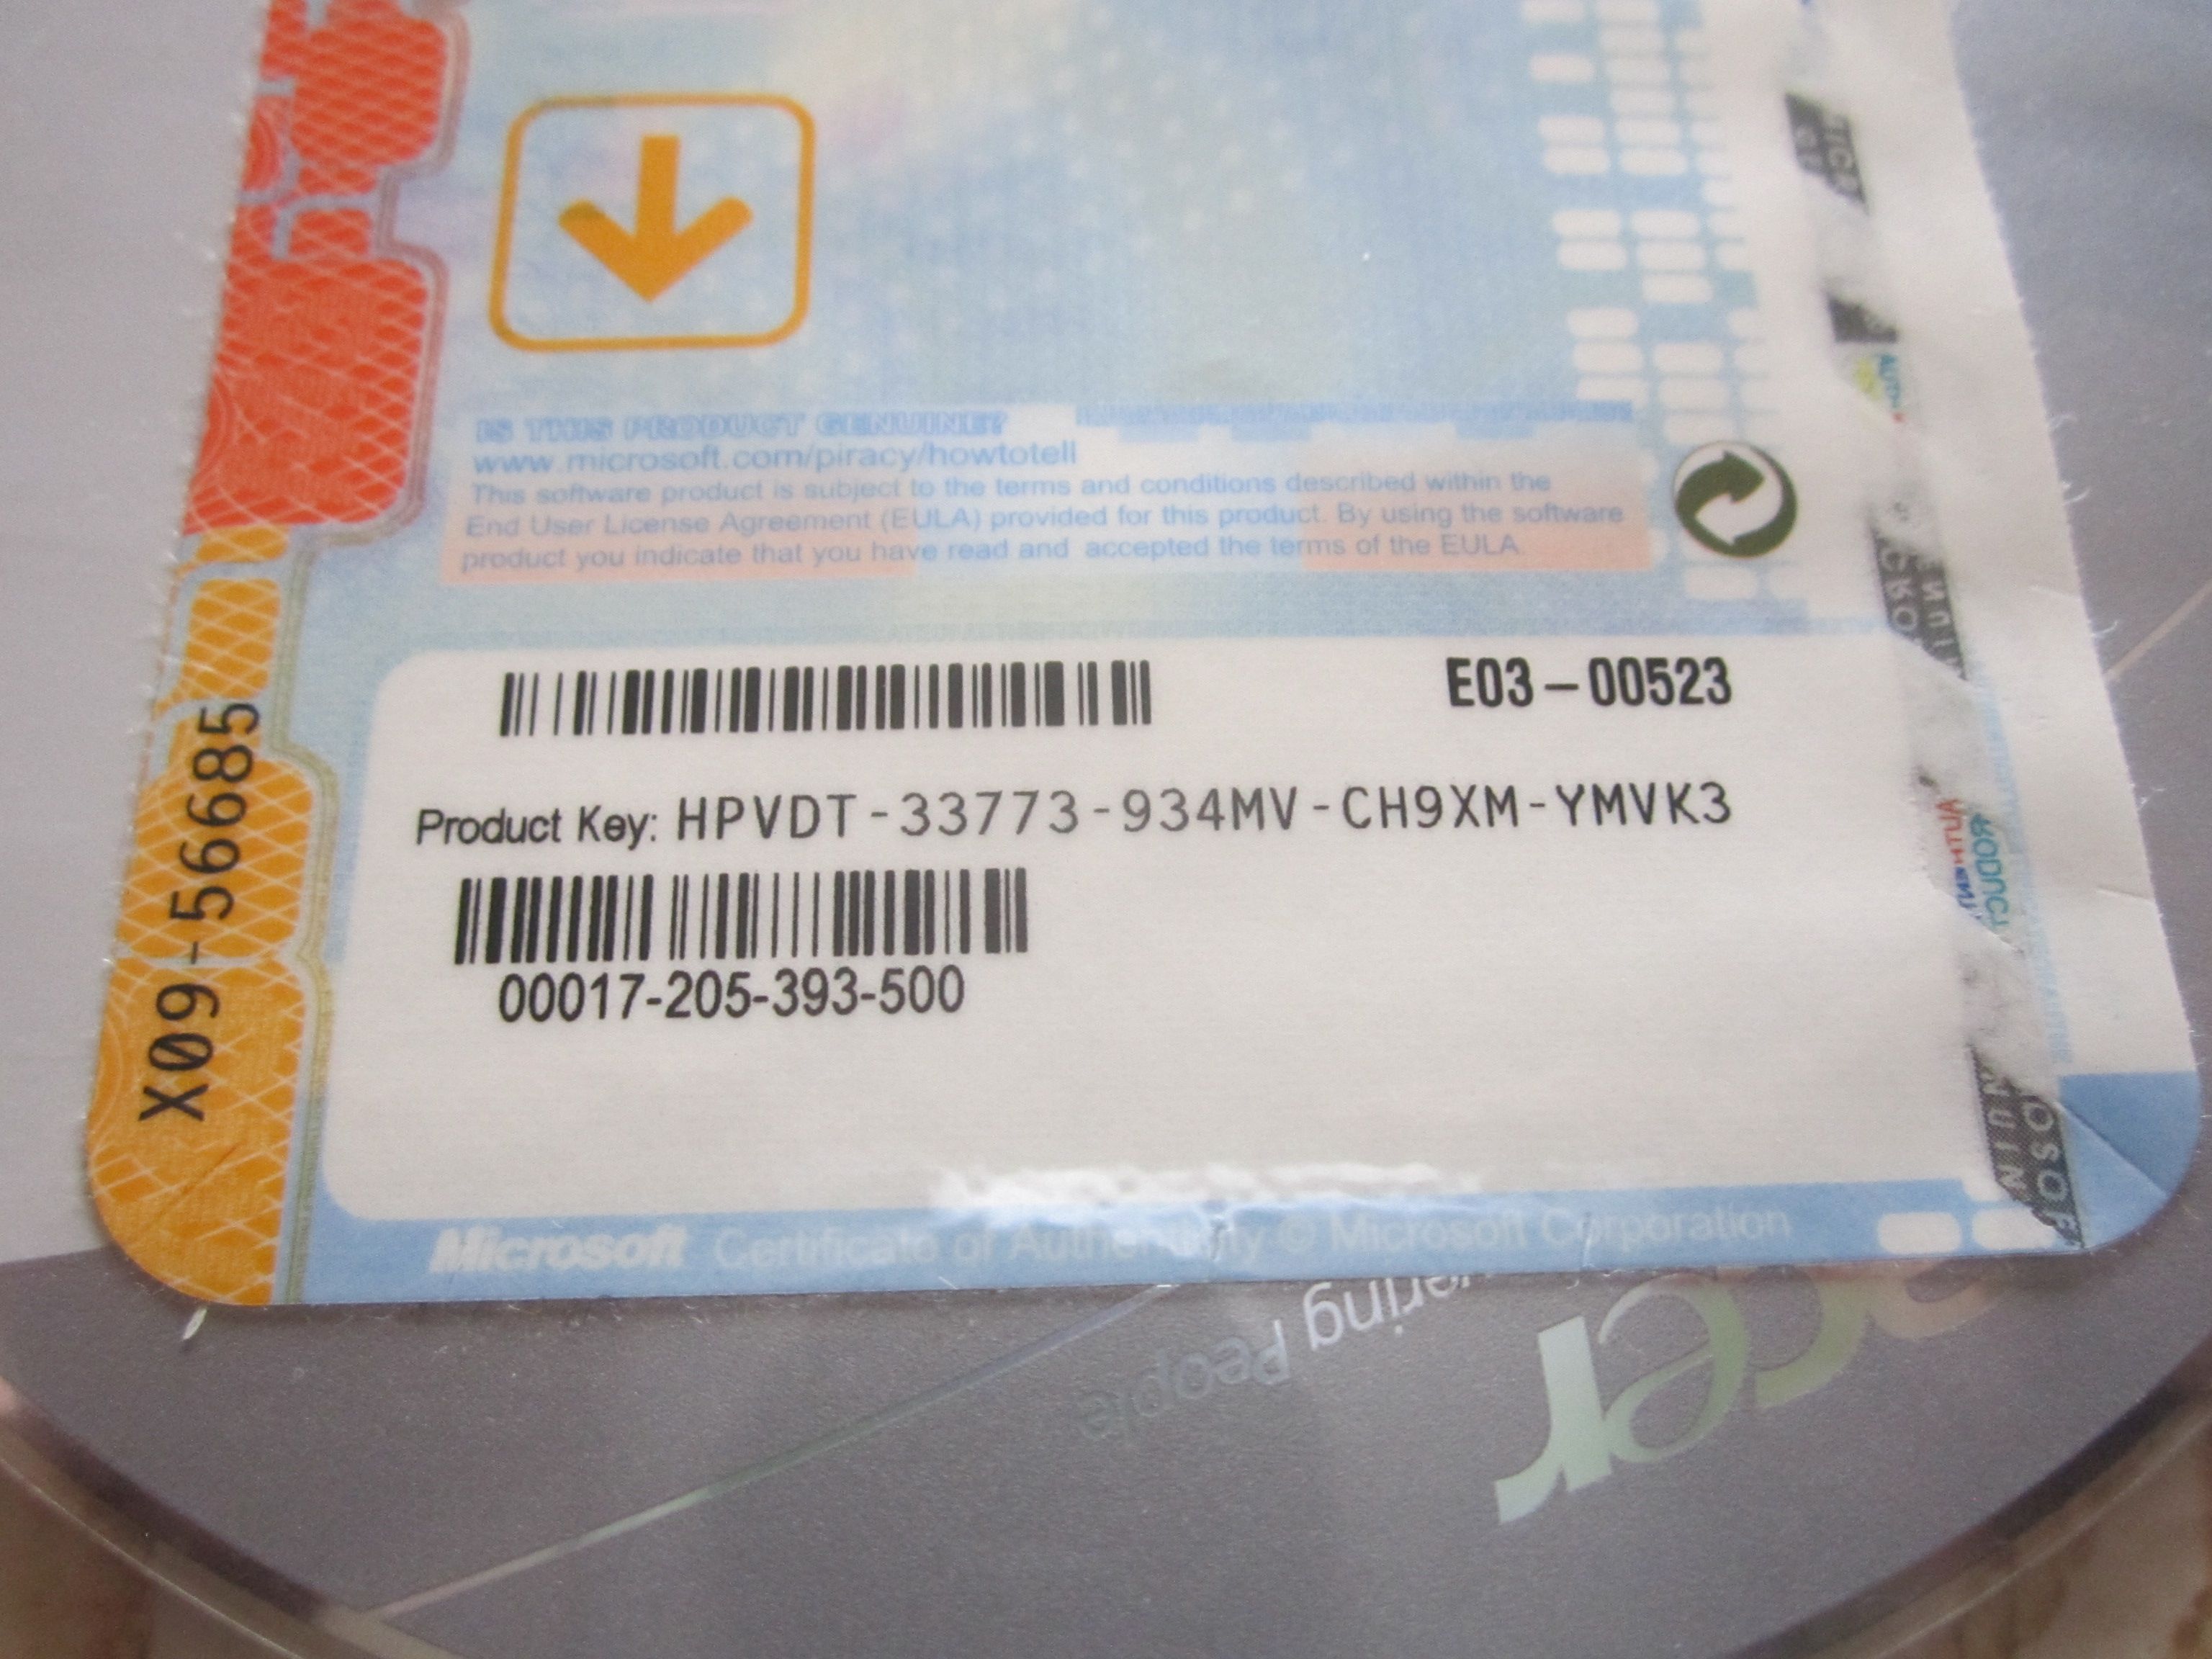 IS THIS PRODUCT GENUINE?
www.microsoft.com/piracy/howtotell
This software product is subject to the terms and conditions described within the
End User License Agreement (EULA) provided for this product. By using the software
product you indicate that you have read and accepted the terms of the EULA.
E03-00523
Product Key: HPVDT-33773-934MV-CH9XM-YMVK3
00017-205-393-500
X09-56685
Microsoft Certificate of Authenticity © Microsoft Corporation
acer
People